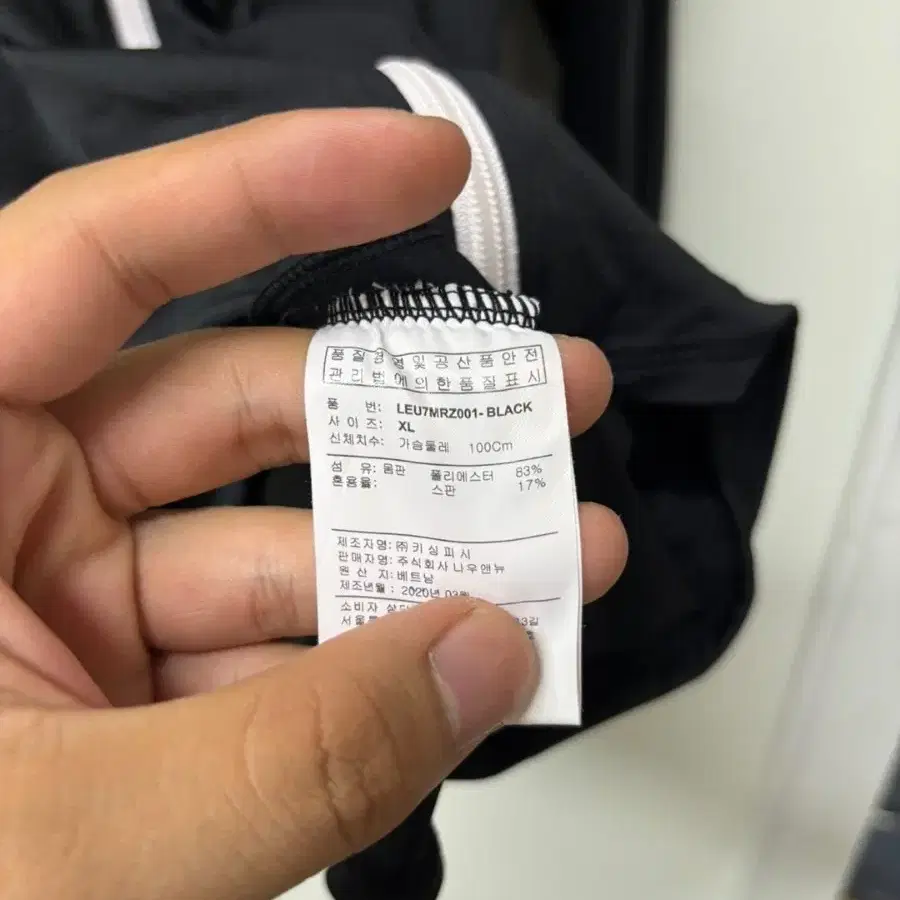 품질경영및공산품안전
관리법에의한품질표시
품 번: LEU7MRZ001- BLACK
사 이 즈: XL
신체치수: 가슴둘레 100Cm
섬 유: 몸판 폴리에스터 83%
혼용율: 스판 17%
제조자명: ㈜키심피시
판매자명: 주식회사 나우앤뉴
원 산 지: 베트남
제조년월 : 2020년 03월
소비자